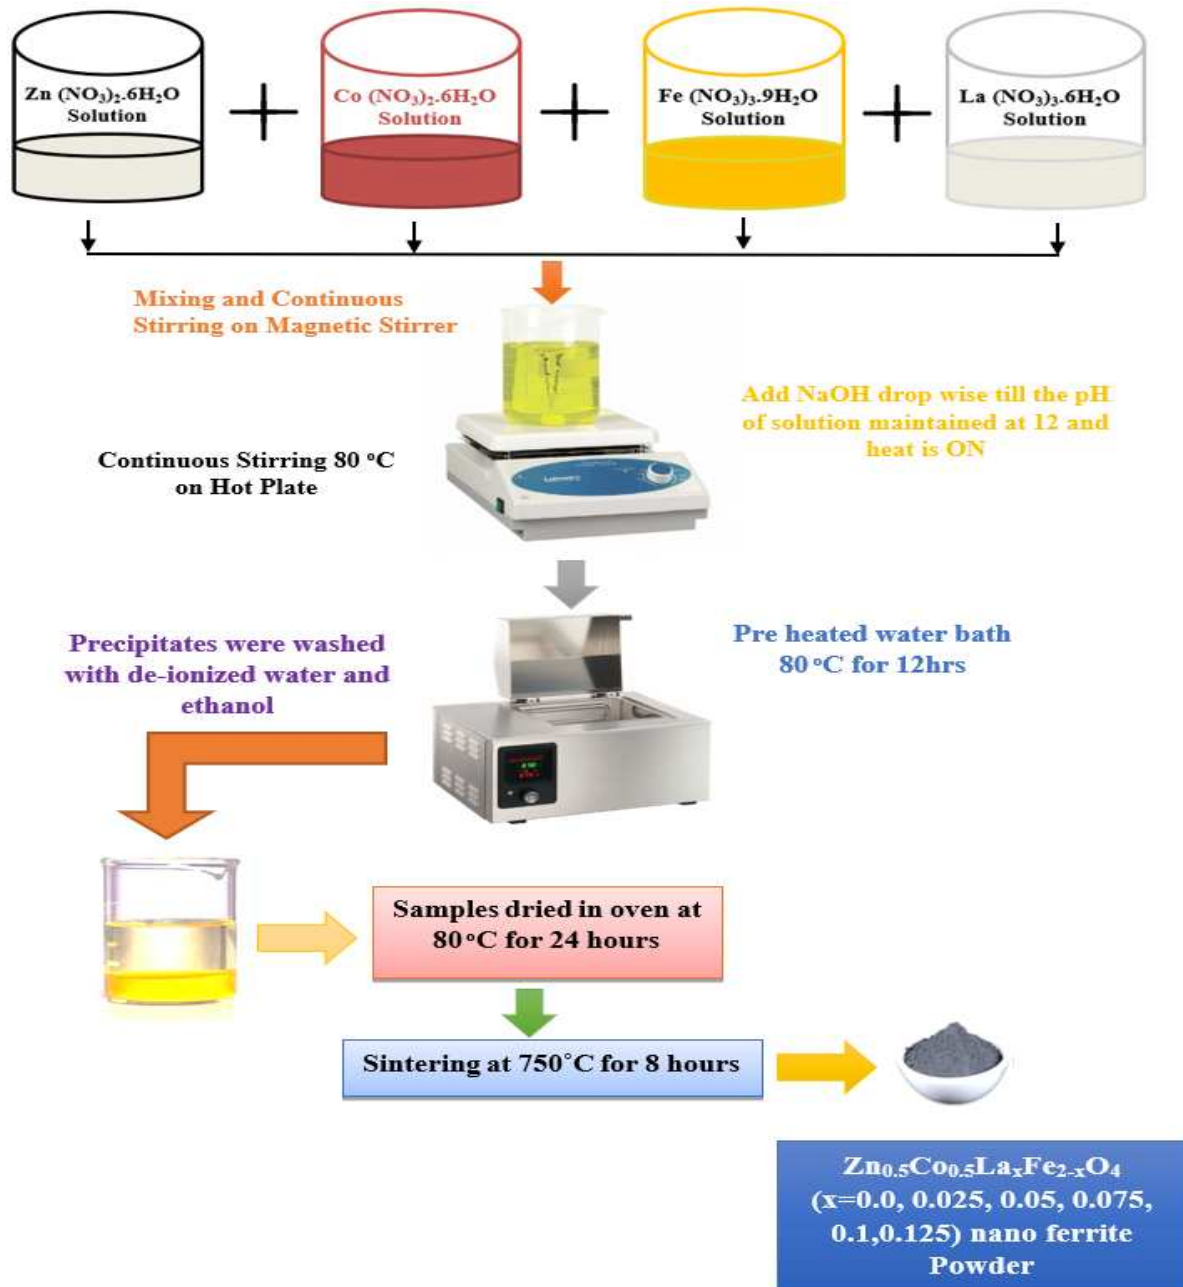 Zn (NO₃)₂.6H₂O
Solution
Co (NO₃)₂.6H₂O
Solution
Fe (NO₃)₃.9H₂O
Solution
La (NO₃)₃.6H₂O
Solution
Mixing and Continuous
Stirring on Magnetic Stirrer
Add NaOH drop wise till the pH
of solution maintained at 12 and
heat is ON
Continuous Stirring 80 °C
on Hot Plate
Precipitates were washed
with de-ionized water and
ethanol
Pre heated water bath
80 °C for 12hrs
Samples dried in oven at
80°C for 24 hours
Sintering at 750°C for 8 hours
Zn₀.₅Co₀.₅LaₓFe₂₋ₓO₄
(x=0.0, 0.025, 0.05, 0.075,
0.1,0.125) nano ferrite
Powder